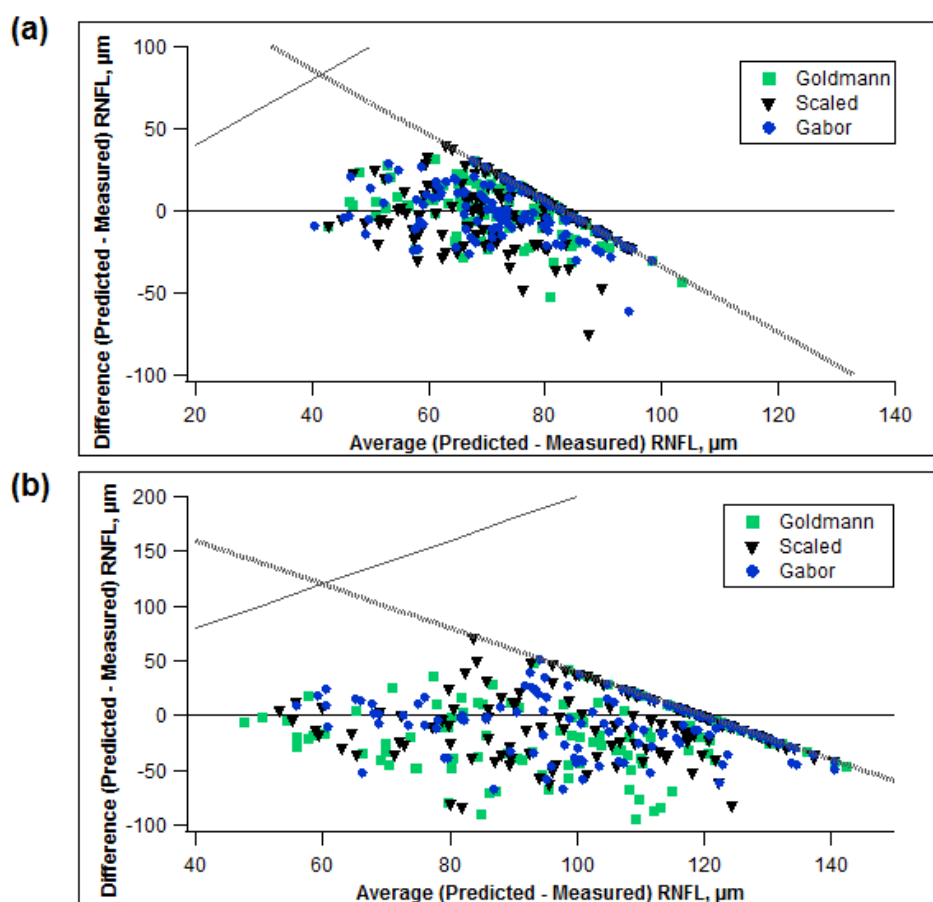 (a)
Difference (Predicted - Measured) RNFL, µm
100
50
0
-50
-100
Goldmann
Scaled
Gabor
20 40 60 80 100 120 140
Average (Predicted - Measured) RNFL, µm
(b)
Difference (Predicted - Measured) RNFL, µm
200
150
100
50
0
-50
-100
Goldmann
Scaled
Gabor
40 60 80 100 120 140
Average (Predicted - Measured) RNFL, µm